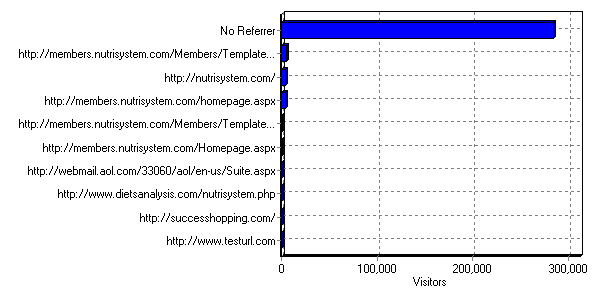 No Referrer
http://members.nutrisystem.com/Members/Template...
http://nutrisystem.com/
http://members.nutrisystem.com/homepage.aspx
http://members.nutrisystem.com/Members/Template...
http://members.nutrisystem.com/Homepage.aspx
http://webmail.aol.com/33060/aol/en-us/Suite.aspx
http://www.dietsanalysis.com/nutrisystem.php
http://successhopping.com/
http://www.testurl.com
0 100,000 200,000 300,000
Visitors